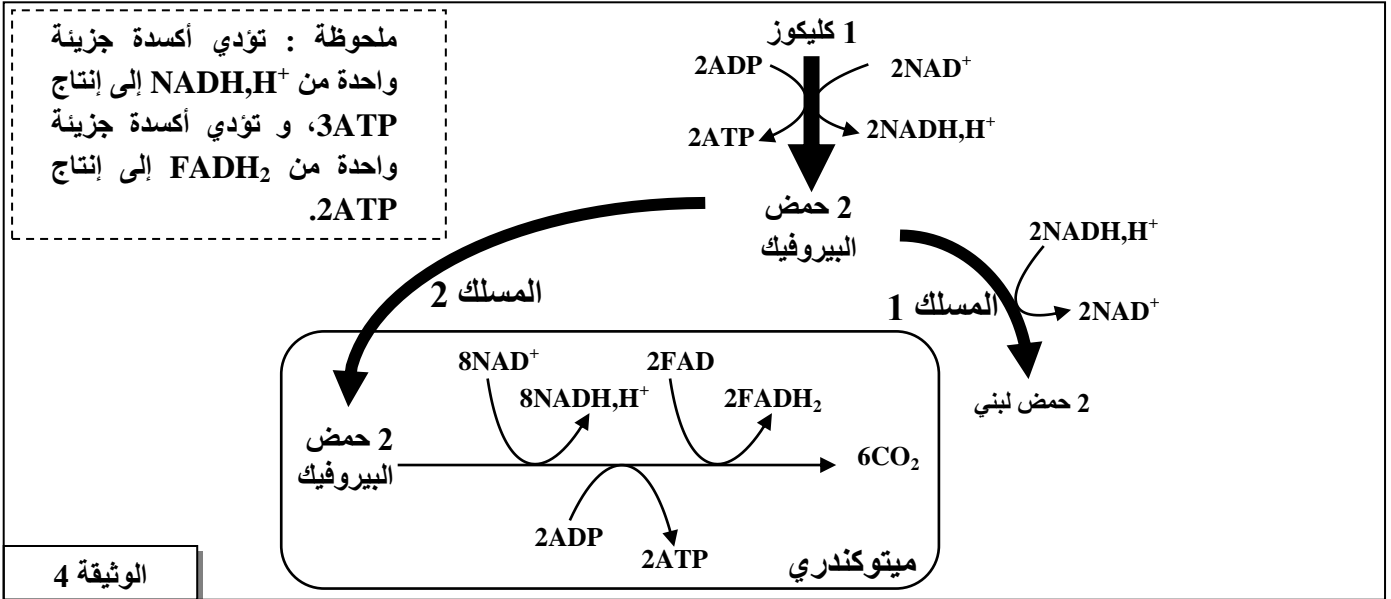 ملحوظة : تؤدي أكسدة جزيئة
واحدة من NADH,H⁺ إلى إنتاج
3ATP، و تؤدي أكسدة جزيئة
واحدة من FADH₂ إلى إنتاج
2ATP.
1 كليكوز
2ADP
2NAD⁺
2ATP
2NADH,H⁺
2 حمض
البيروفيك
2NADH,H⁺
المسلك 2
المسلك 1
2NAD⁺
8NAD⁺
2FAD
8NADH,H⁺
2FADH₂
2 حمض لبني
2 حمض
البيروفيك
6CO₂
2ADP
2ATP
ميتوكندري
الوثيقة 4